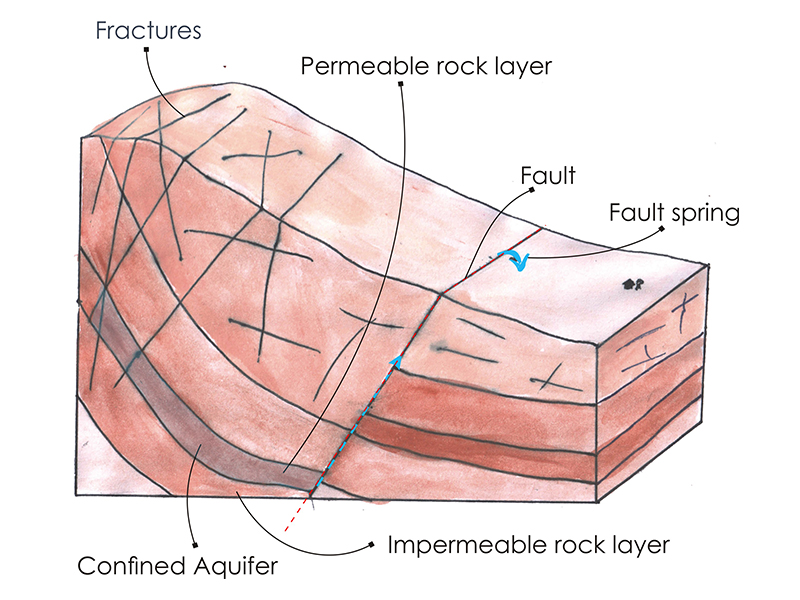 Fractures
Permeable rock layer
Fault
Fault spring
Impermeable rock layer
Confined Aquifer